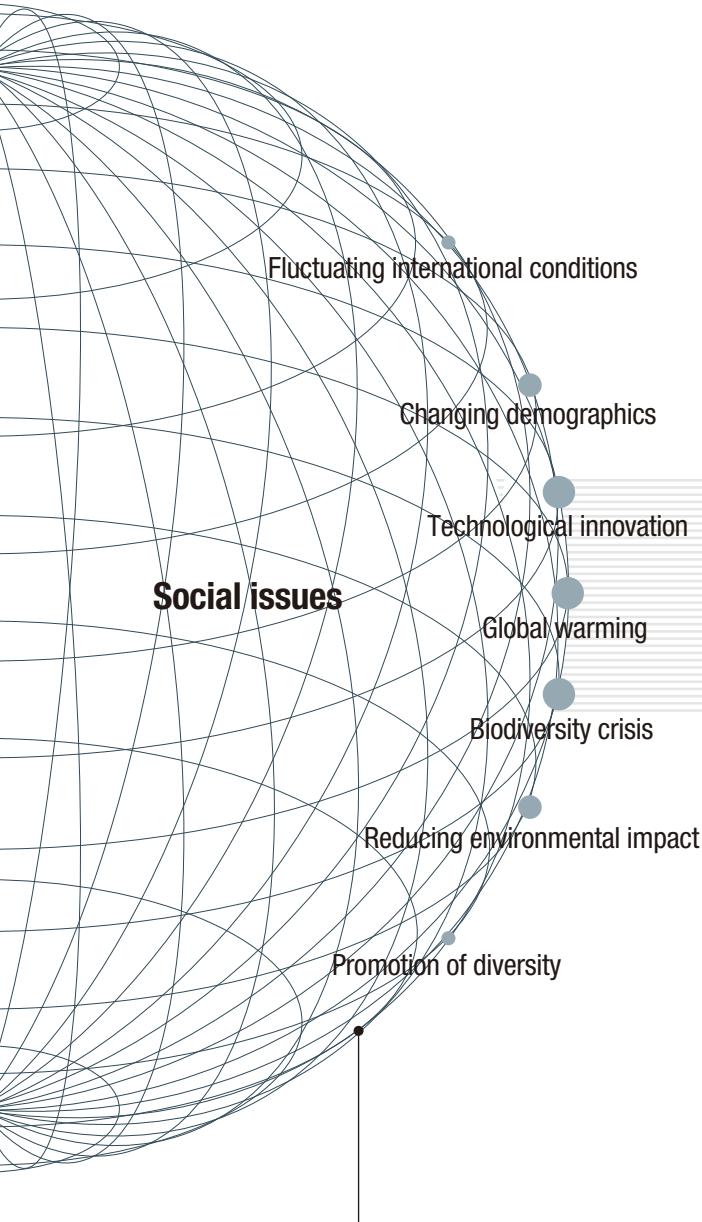 Fluctuating international conditions
Changing demographics
Technological innovation
Social issues
Global warming
Biodiversity crisis
Reducing environmental impact
Promotion of diversity